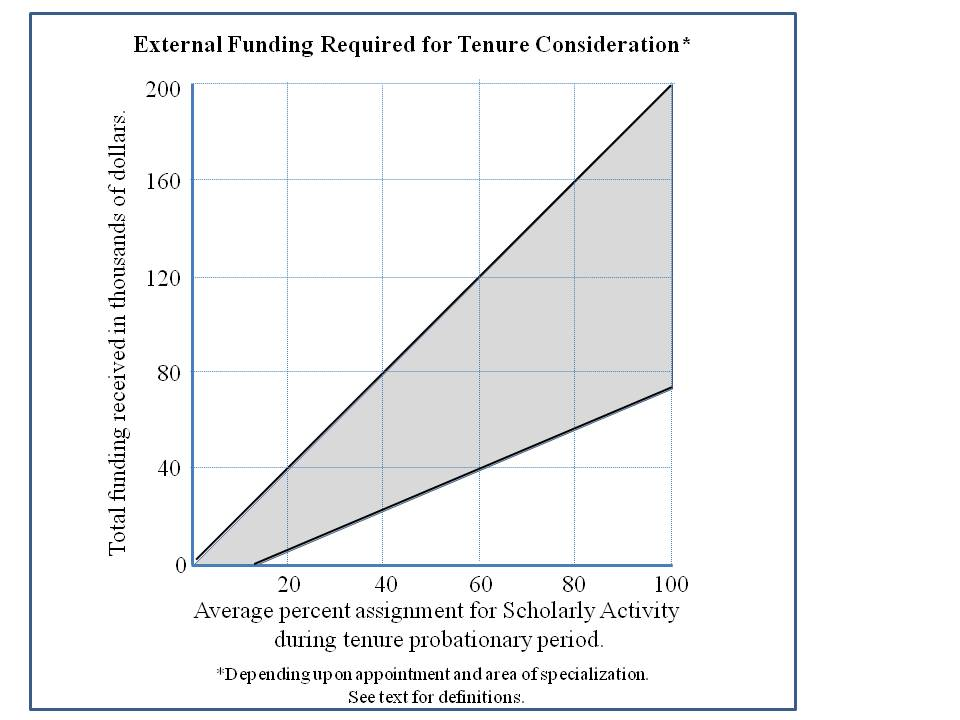 External Funding Required for Tenure Consideration*
Total funding received in thousands of dollars.
200
160
120
80
40
0
20 40 60 80 100
Average percent assignment for Scholarly Activity
during tenure probationary period.
*Depending upon appointment and area of specialization.
See text for definitions.